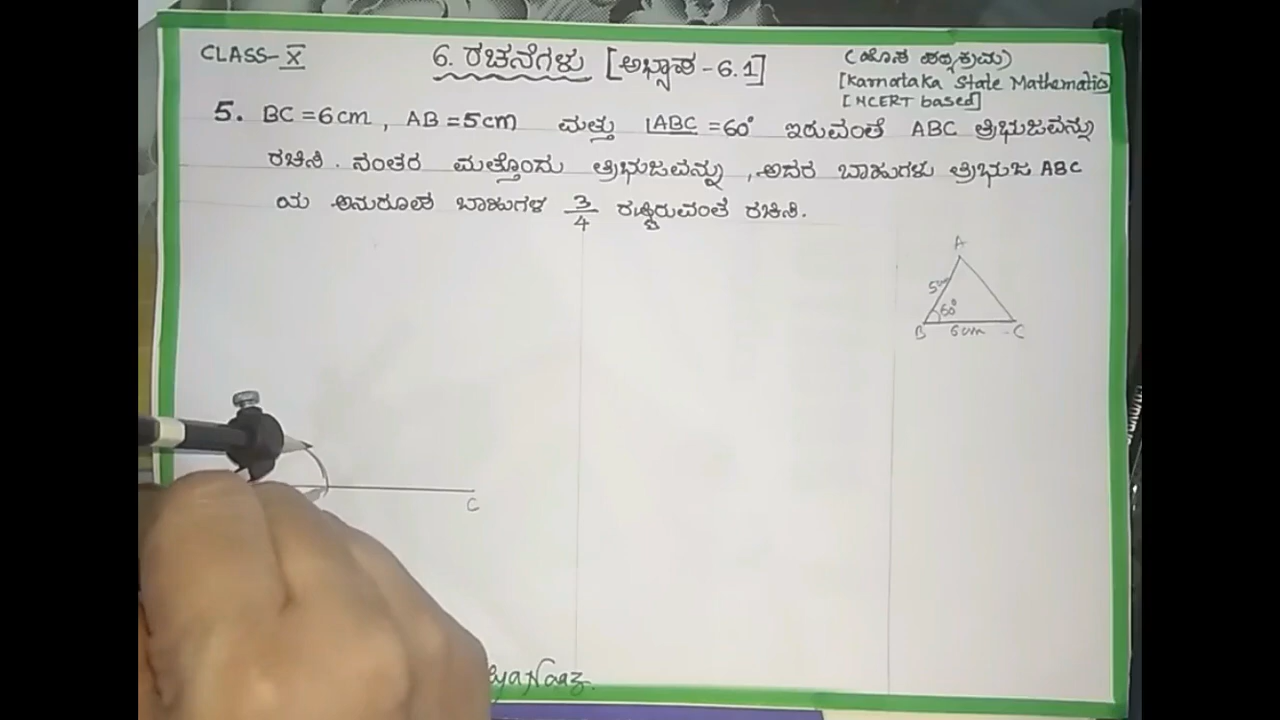 CLASS-X
6. ರಚನೆಗಳು [ಅಭ್ಯಾಸ - 6.1]
(ಹೊಸ ಪಠ್ಯಕ್ರಮ)
[Karnataka State Mathematics]
[NCERT based]
5. BC = 6cm , AB = 5cm ಮತ್ತು ∠ABC = 60° ಇರುವಂತೆ ABC ತ್ರಿಭುಜವನ್ನು
ರಚಿಸಿ . ನಂತರ ಮತ್ತೊಂದು ತ್ರಿಭುಜವನ್ನು , ಅದರ ಬಾಹುಗಳು ತ್ರಿಭುಜ ABC
ಯ ಅನುರೂಪ ಬಾಹುಗಳ 3/4 ರಷ್ಟಿರುವಂತೆ ರಚಿಸಿ.
A
5cm
60°
B 6cm C
C